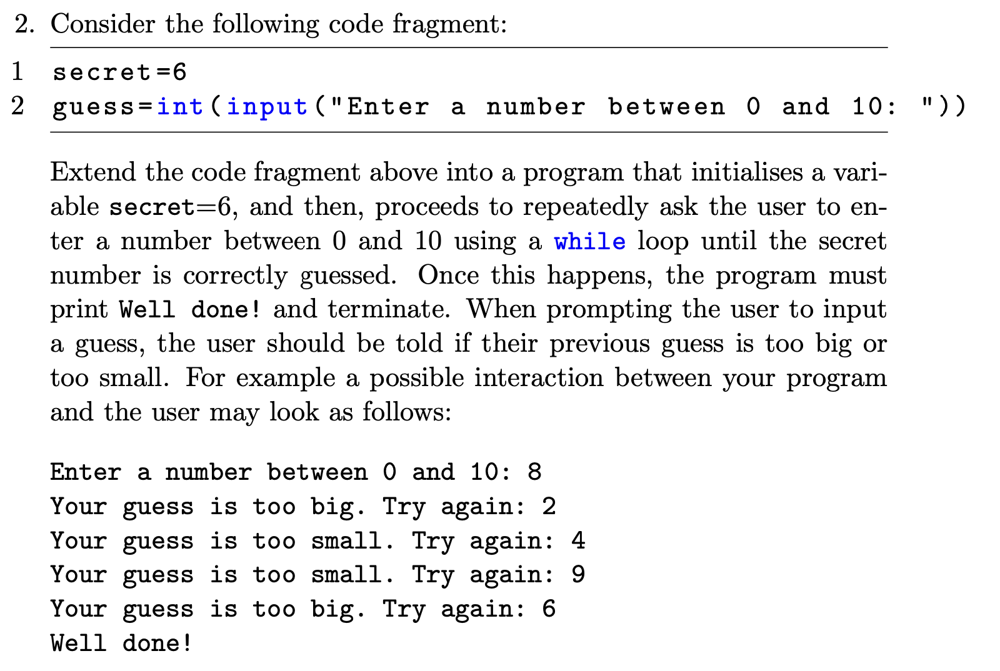 2. Consider the following code fragment:
1 secret=6
2 guess=int(input("Enter a number between 0 and 10: "))
Extend the code fragment above into a program that initialises a vari-
able secret=6, and then, proceeds to repeatedly ask the user to en-
ter a number between 0 and 10 using a while loop until the secret
number is correctly guessed. Once this happens, the program must
print Well done! and terminate. When prompting the user to input
a guess, the user should be told if their previous guess is too big or
too small. For example a possible interaction between your program
and the user may look as follows:
Enter a number between 0 and 10: 8
Your guess is too big. Try again: 2
Your guess is too small. Try again: 4
Your guess is too small. Try again: 9
Your guess is too big. Try again: 6
Well done!